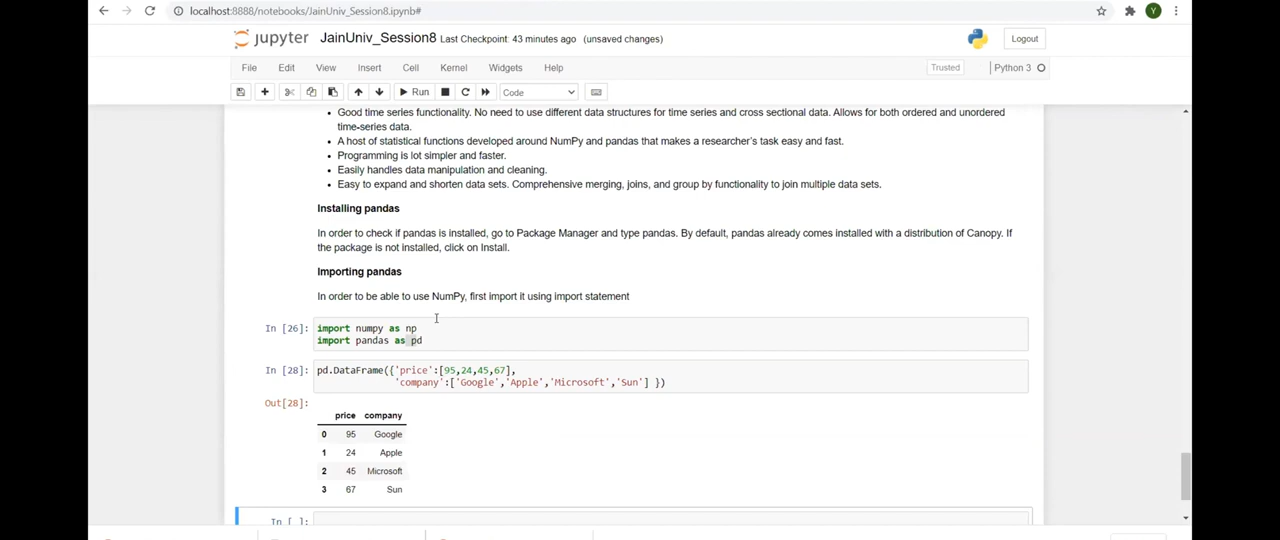 localhost:8888/notebooks/JainUniv_Session8.ipynb#
Y
jupyter JainUniv_Session8 Last Checkpoint: 43 minutes ago (unsaved changes)
Logout
File Edit View Insert Cell Kernel Widgets Help
Trusted
Python 3
Run
Code
Good time series functionality. No need to use different data structures for time series and cross sectional data. Allows for both ordered and unordered
time-series data.
A host of statistical functions developed around NumPy and pandas that makes a researcher's task easy and fast.
Programming is lot simpler and faster.
Easily handles data manipulation and cleaning.
Easy to expand and shorten data sets. Comprehensive merging, joins, and group by functionality to join multiple data sets.
Installing pandas
In order to check if pandas is installed, go to Package Manager and type pandas. By default, pandas already comes installed with a distribution of Canopy. If
the package is not installed, click on Install.
Importing pandas
In order to be able to use NumPy, first import it using import statement
In [26]: import numpy as np
import pandas as pd
In [28]: pd.DataFrame({'price':[95,24,45,67],
'company':['Google','Apple','Microsoft','Sun'] })
Out[28]:
price company
0 95 Google
1 24 Apple
2 45 Microsoft
3 67 Sun
In [ ]: